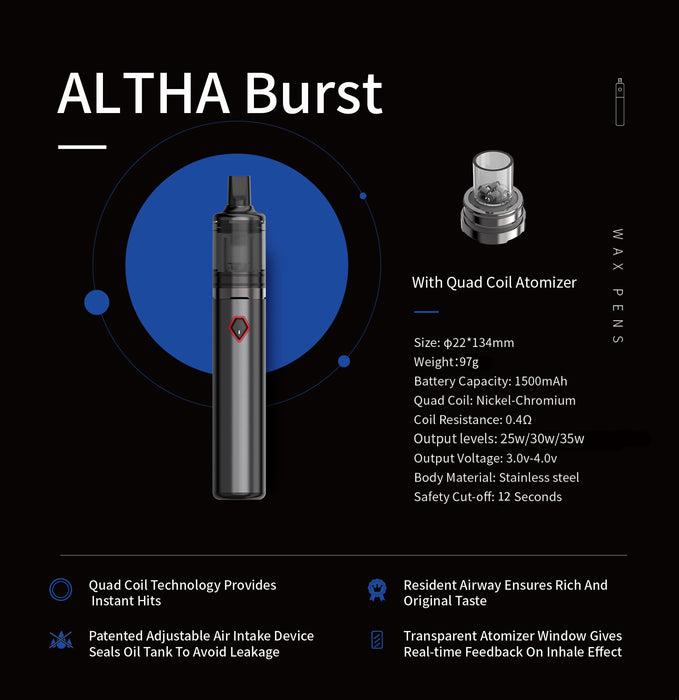 ALTHA Burst
WAX PENS
With Quad Coil Atomizer
Size: φ22*134mm
Weight:97g
Battery Capacity: 1500mAh
Quad Coil: Nickel-Chromium
Coil Resistance: 0.4Ω
Output levels: 25w/30w/35w
Output Voltage: 3.0v-4.0v
Body Material: Stainless steel
Safety Cut-off: 12 Seconds
Quad Coil Technology Provides
Instant Hits
Resident Airway Ensures Rich And
Original Taste
Patented Adjustable Air Intake Device
Seals Oil Tank To Avoid Leakage
Transparent Atomizer Window Gives
Real-time Feedback On Inhale Effect